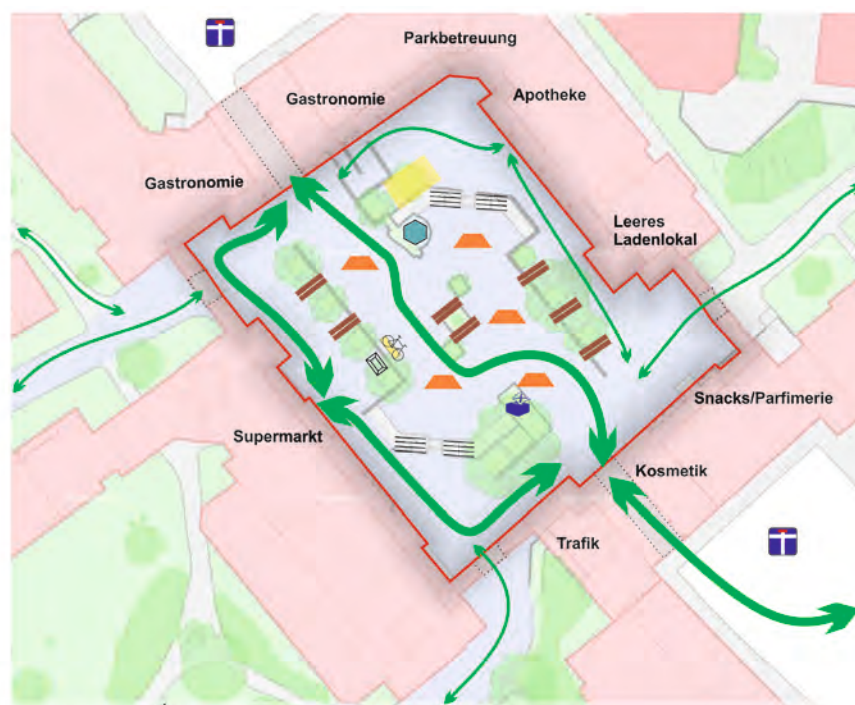 Parkbetreuung
Gastronomie
Apotheke
Gastronomie
Leeres
Ladenlokal
Snacks/Parfimerie
Supermarkt
Kosmetik
Trafik